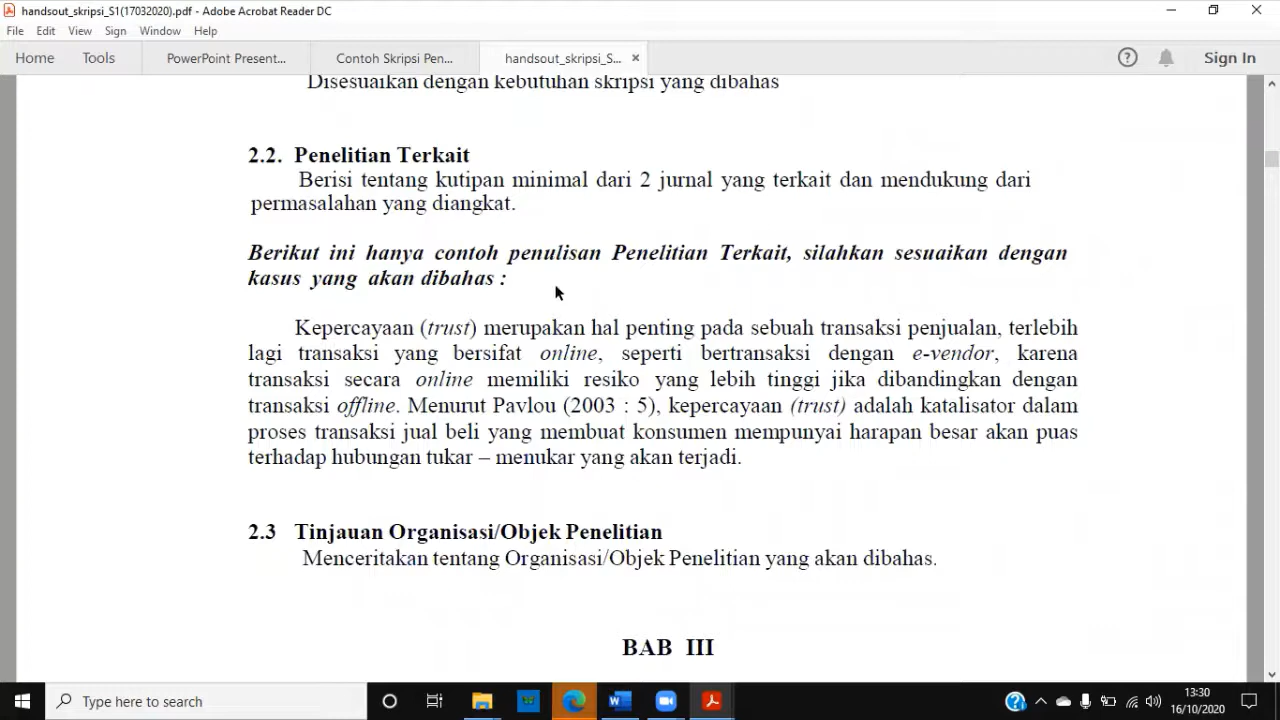 handsout_skripsi_S1(17032020).pdf - Adobe Acrobat Reader DC
File Edit View Sign Window Help
Home Tools PowerPoint Present... Contoh Skripsi Pen... handsout_skripsi_S... × Sign In
Disesuaikan dengan kebutuhan skripsi yang dibahas
2.2. Penelitian Terkait
Berisi tentang kutipan minimal dari 2 jurnal yang terkait dan mendukung dari
permasalahan yang diangkat.
Berikut ini hanya contoh penulisan Penelitian Terkait, silahkan sesuaikan dengan
kasus yang akan dibahas :
Kepercayaan (trust) merupakan hal penting pada sebuah transaksi penjualan, terlebih
lagi transaksi yang bersifat online, seperti bertransaksi dengan e-vendor, karena
transaksi secara online memiliki resiko yang lebih tinggi jika dibandingkan dengan
transaksi offline. Menurut Pavlou (2003 : 5), kepercayaan (trust) adalah katalisator dalam
proses transaksi jual beli yang membuat konsumen mempunyai harapan besar akan puas
terhadap hubungan tukar – menukar yang akan terjadi.
2.3 Tinjauan Organisasi/Objek Penelitian
Menceritakan tentang Organisasi/Objek Penelitian yang akan dibahas.
BAB III
Type here to search
13:30
16/10/2020